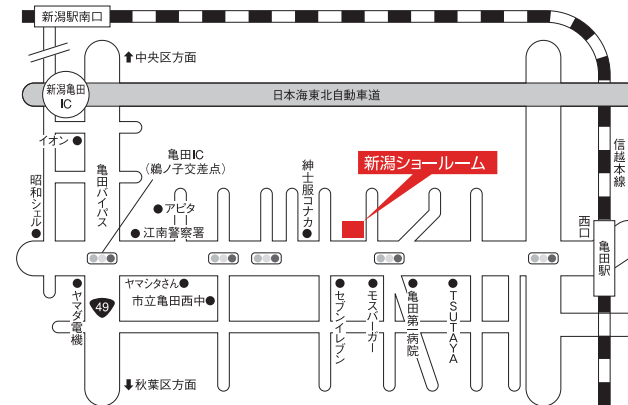 新潟駅南口
⬆中央区方面
新潟亀田
IC
日本海東北自動車道
イオン
亀田バイパス
亀田IC
(鵜ノ子交差点)
紳士服コナカ
新潟ショールーム
信越本線
昭和シェル
アピタ
江南警察署
西口
亀田駅
ヤマダ電機
49
ヤマシタさん
市立亀田西中
セブンイレブン
モスバーガー
亀田第一病院
TSUTAYA
⬇秋葉区方面